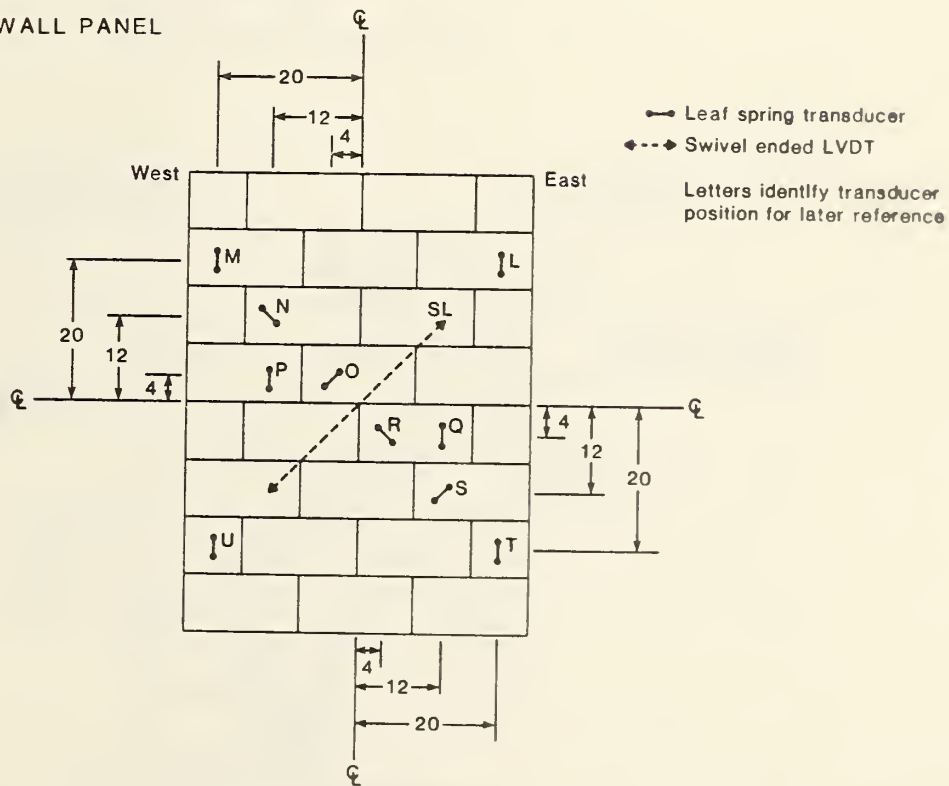 WALL PANEL
℄
20
12
4
Leaf spring transducer
Swivel ended LVDT
Letters identify transducer
position for later reference
West
East
M
L
N
SL
20
12
4
P
O
℄
℄
R
Q
4
12
20
S
U
T
4
12
20
℄